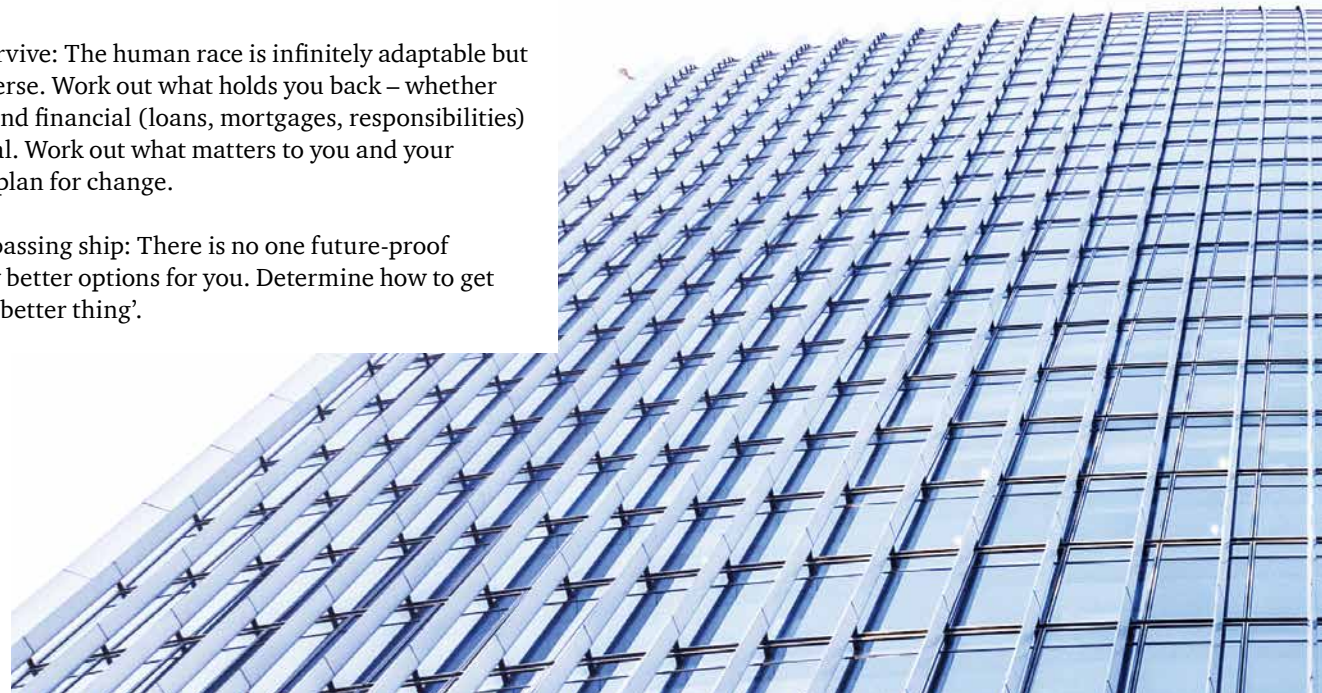 rvive: The human race is infinitely adaptable but
erse. Work out what holds you back – whether
nd financial (loans, mortgages, responsibilities)
al. Work out what matters to you and your
plan for change.
passing ship: There is no one future-proof
better options for you. Determine how to get
better thing’.